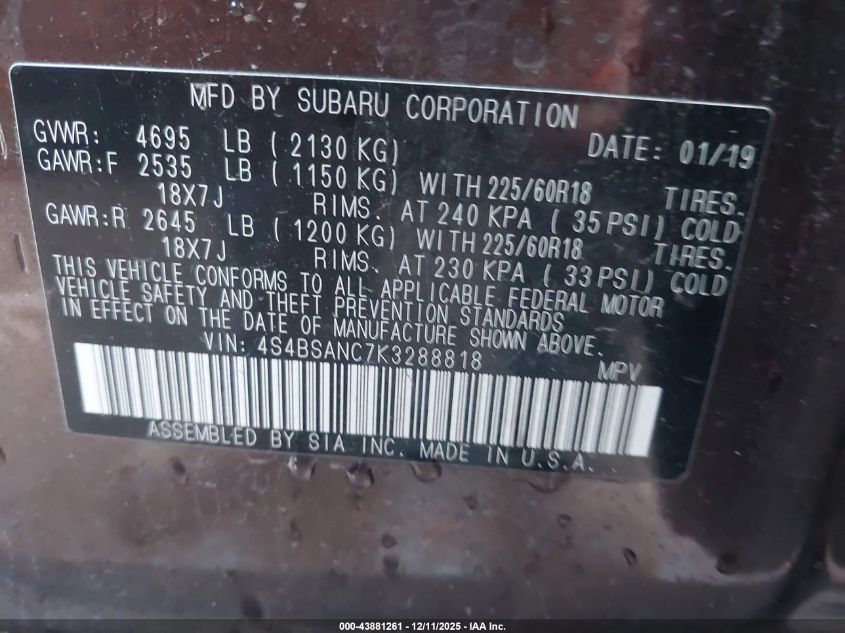 MFD BY SUBARU CORPORATION
GVWR: 4695 LB ( 2130 KG) DATE: 01/19
GAWR:F 2535 LB ( 1150 KG) WITH 225/60R18 TIRES.
18X7J RIMS. AT 240 KPA ( 35 PSI) COLD
GAWR:R 2645 LB ( 1200 KG) WITH 225/60R18 TIRES.
18X7J RIMS. AT 230 KPA ( 33 PSI) COLD
THIS VEHICLE CONFORMS TO ALL APPLICABLE FEDERAL MOTOR
VEHICLE SAFETY AND THEFT PREVENTION STANDARDS
IN EFFECT ON THE DATE OF MANUFACTURE SHOWN ABOVE.
VIN: 4S4BSANC7K3288818 MPV
ASSEMBLED BY SIA INC. MADE IN U.S.A.
000-43881261 - 12/11/2025 - IAA Inc.